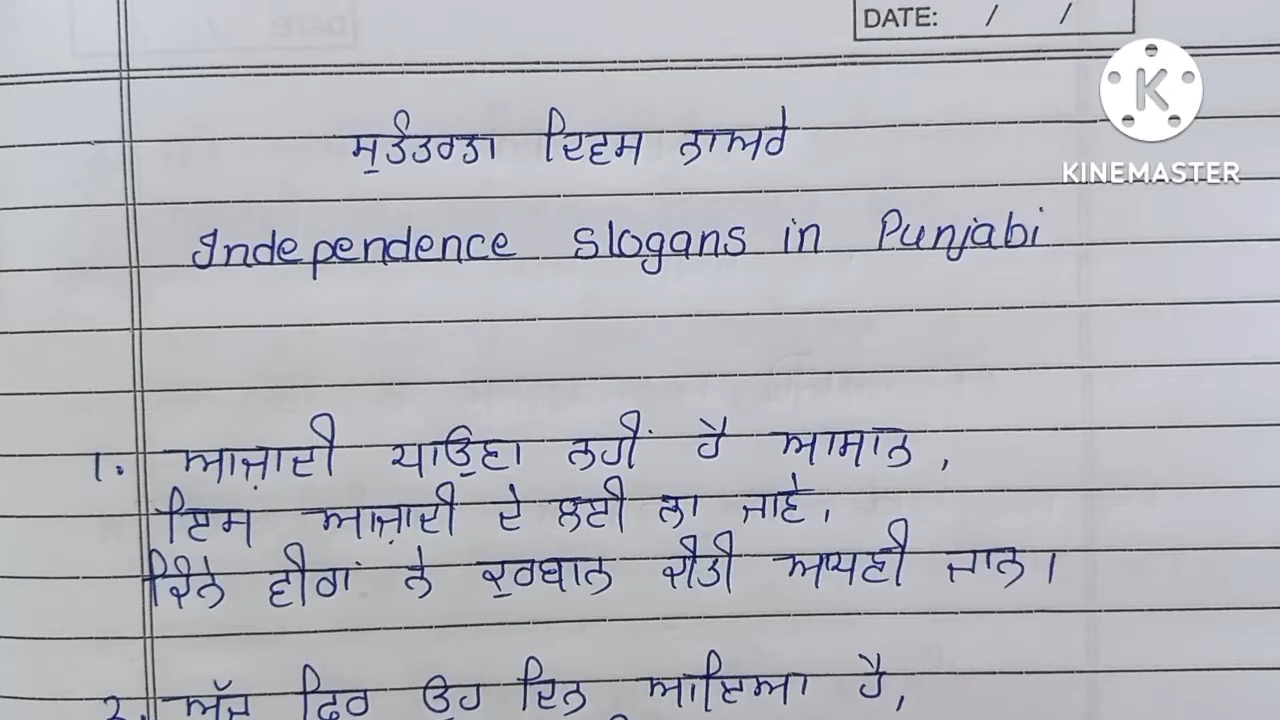 DATE: / /
K
KINEMASTER
ਸੁਤੰਤਰਤਾ ਦਿਵਸ ਨਾਅਰੇ
Independence slogans in Punjabi
1. ਆਜ਼ਾਦੀ ਪਾਉਣਾ ਨਹੀਂ ਹੈ ਆਸਾਨ,
ਇਸ ਆਜ਼ਾਦੀ ਦੇ ਲਈ ਨਾ ਜਾਣੇ,
ਕਿੰਨੇ ਵੀਰਾਂ ਨੇ ਕੁਰਬਾਨ ਕੀਤੀ ਆਪਣੀ ਜਾਨ।
2. ਅੱਜ ਫਿਰ ਉਹ ਦਿਨ ਆਇਆ ਹੈ,